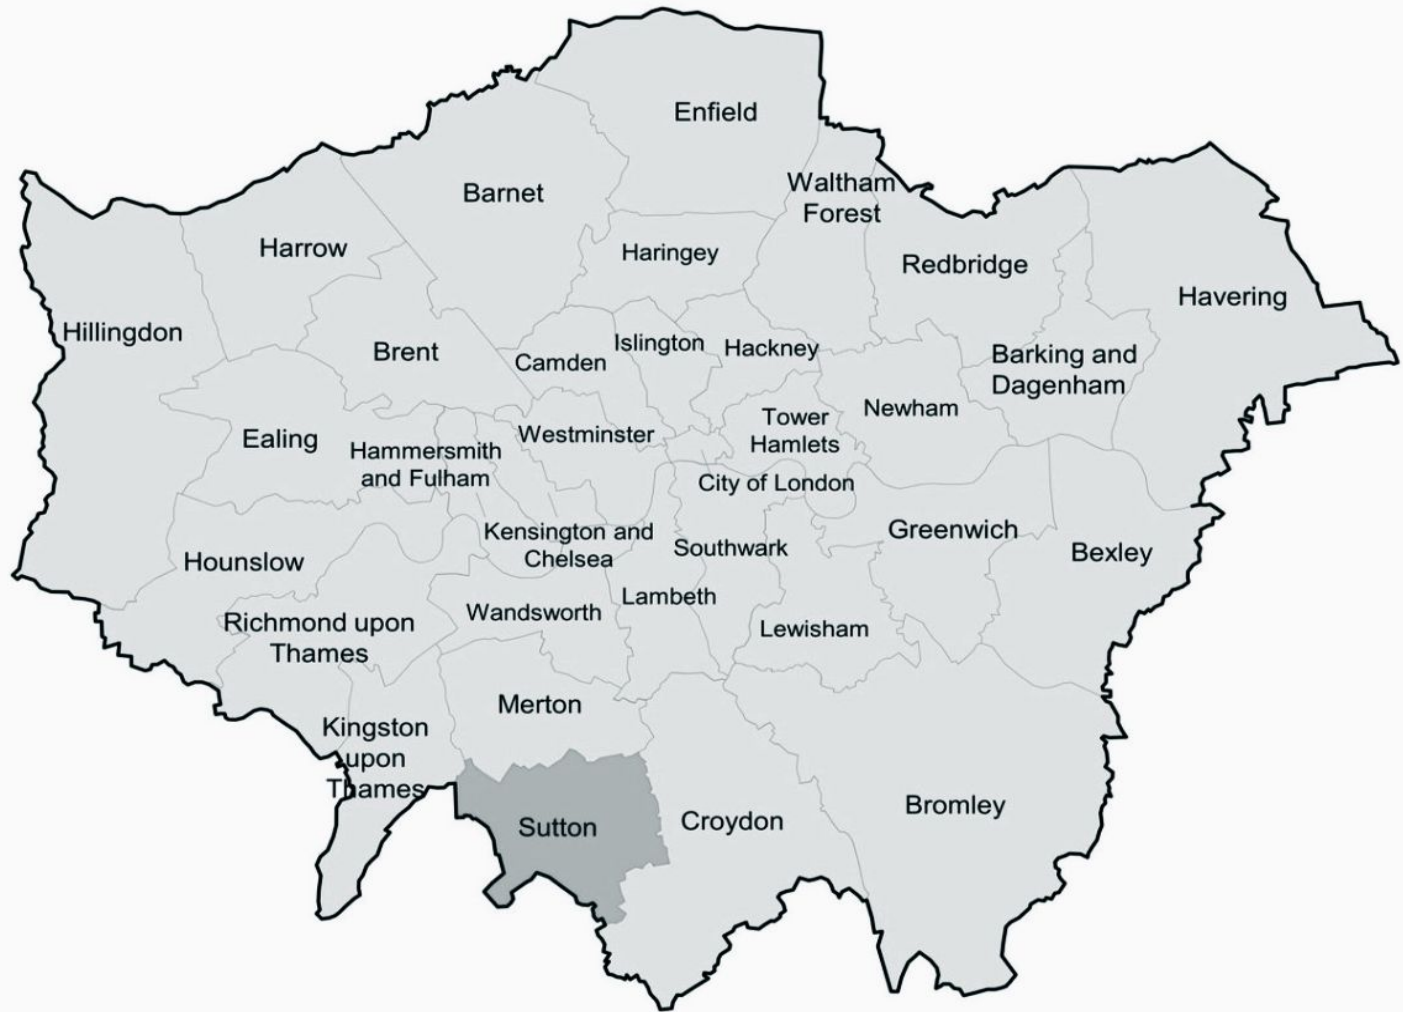 Enfield
Barnet
Waltham
Forest
Harrow
Haringey
Redbridge
Havering
Hillingdon
Brent
Camden
Islington
Hackney
Barking and
Dagenham
Ealing
Hammersmith
and Fulham
Westminster
Tower
Hamlets
Newham
City of London
Hounslow
Kensington and
Chelsea
Southwark
Greenwich
Bexley
Richmond upon
Thames
Wandsworth
Lambeth
Lewisham
Kingston
upon
Thames
Merton
Sutton
Croydon
Bromley